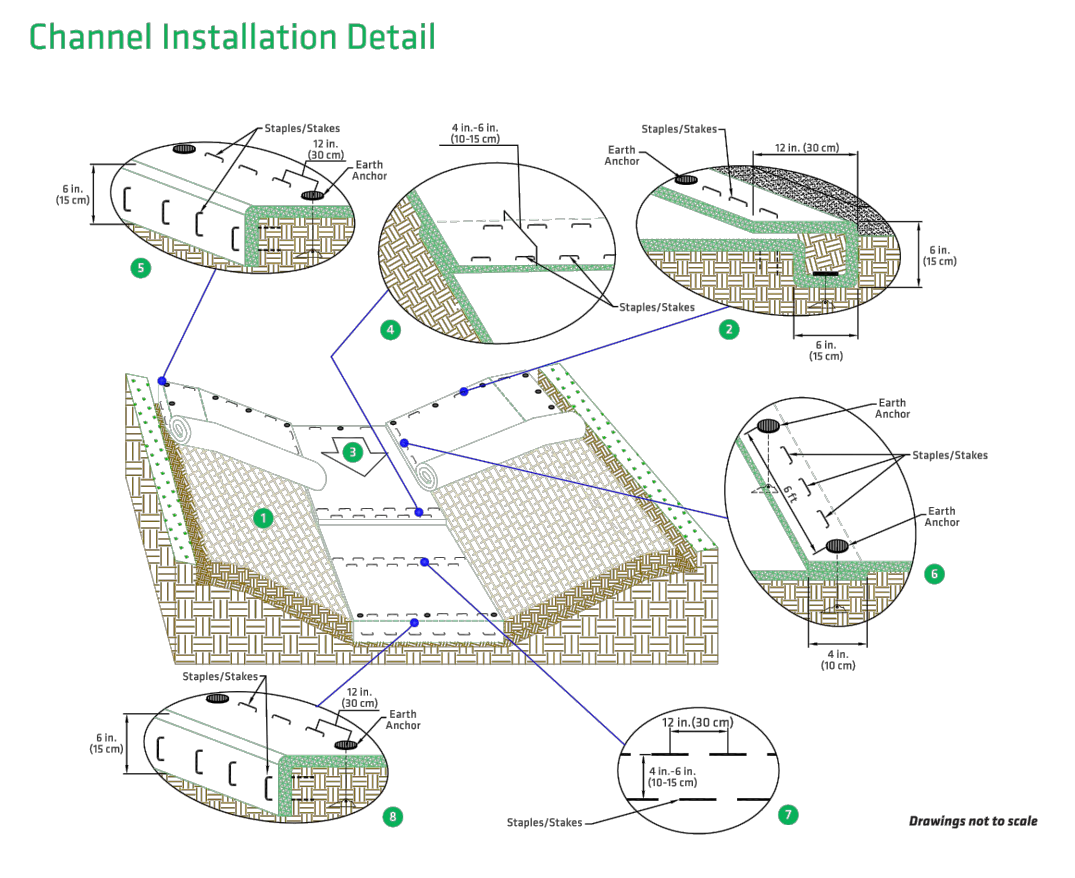 Channel Installation Detail
Staples/Stakes
12 in.
(30 cm)
Earth
Anchor
6 in.
(15 cm)
5
4 in.-6 in.
(10-15 cm)
Staples/Stakes
4
Staples/Stakes
Earth
Anchor
12 in. (30 cm)
6 in.
(15 cm)
6 in.
(15 cm)
2
3
1
Earth
Anchor
Staples/Stakes
6 ft
Earth
Anchor
6
4 in.
(10 cm)
Staples/Stakes
12 in.
(30 cm)
Earth
Anchor
6 in.
(15 cm)
8
12 in.(30 cm)
4 in.-6 in.
(10-15 cm)
Staples/Stakes
7
Drawings not to scale